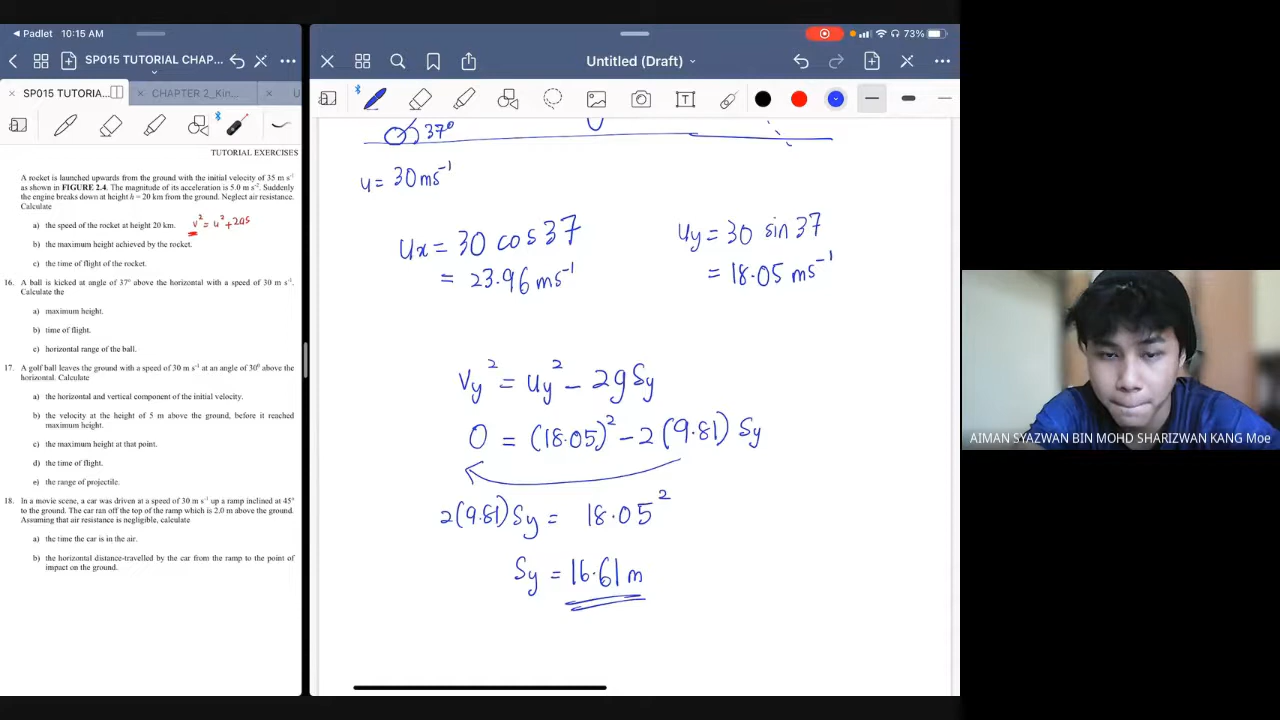 Padlet 10:15 AM
73%
SP015 TUTORIAL CHAP...
Untitled (Draft)
SP015 TUTORIA...
CHAPTER 2_Kin...
U
TUTORIAL EXERCISES
A rocket is launched upwards from the ground with the initial velocity of 35 m s⁻¹
as shown in FIGURE 2.4. The magnitude of its acceleration is 5.0 m s⁻². Suddenly
the engine breaks down at height h = 20 km from the ground. Neglect air resistance.
Calculate
a) the speed of the rocket at height 20 km. v² = u² + 2as
b) the maximum height achieved by the rocket.
c) the time of flight of the rocket.
16. A ball is kicked at angle of 37° above the horizontal with a speed of 30 m s⁻¹.
Calculate the
a) maximum height.
b) time of flight.
c) horizontal range of the ball.
17. A golf ball leaves the ground with a speed of 30 m s⁻¹ at an angle of 30⁰ above the
horizontal. Calculate
a) the horizontal and vertical component of the initial velocity.
b) the velocity at the height of 5 m above the ground, before it reached
maximum height.
c) the maximum height at that point.
d) the time of flight.
e) the range of projectile.
18. In a movie scene, a car was driven at a speed of 30 m s⁻¹ up a ramp inclined at 45°
to the ground. The car ran off the top of the ramp which is 2.0 m above the ground.
Assuming that air resistance is negligible, calculate
a) the time the car is in the air.
b) the horizontal distance-travelled by the car from the ramp to the point of
impact on the ground.
37°
u = 30ms⁻¹
ux = 30 cos 37
= 23.96 ms⁻¹
uy = 30 sin 37
= 18.05 ms⁻¹
Vy² = uy² - 2gSy
0 = (18.05)² - 2(9.81) Sy
2(9.81)Sy = 18.05²
Sy = 16.61 m
AIMAN SYAZWAN BIN MOHD SHARIZWAN KANG Moe